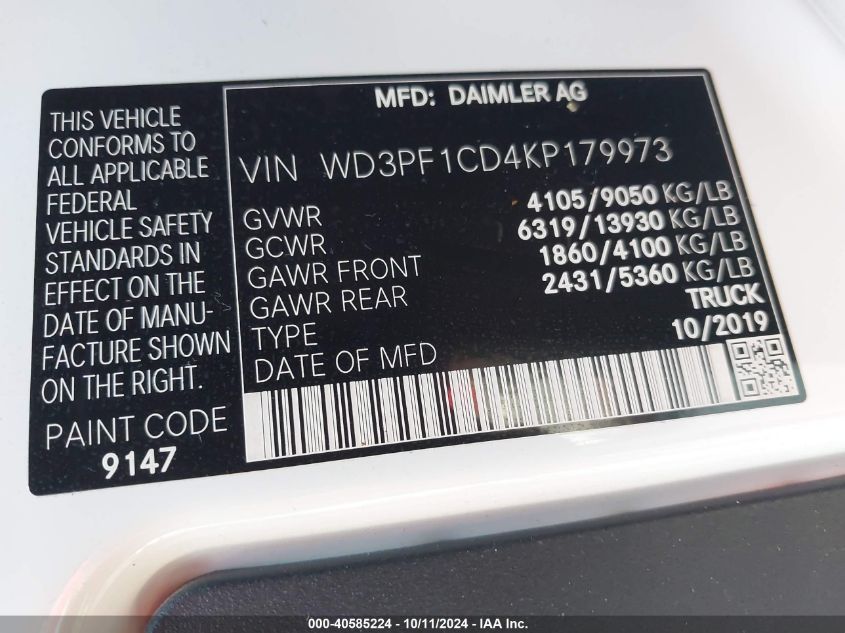 THIS VEHICLE
CONFORMS TO
ALL APPLICABLE
FEDERAL
VEHICLE SAFETY
STANDARDS IN
EFFECT ON THE
DATE OF MANU-
FACTURE SHOWN
ON THE RIGHT.
PAINT CODE
9147
MFD: DAIMLER AG
VIN WD3PF1CD4KP179973
GVWR 4105/9050 KG/LB
GCWR 6319/13930 KG/LB
GAWR FRONT 1860/4100 KG/LB
GAWR REAR 2431/5360 KG/LB
TYPE TRUCK
DATE OF MFD 10/2019
000-40585224 - 10/11/2024 - IAA Inc.